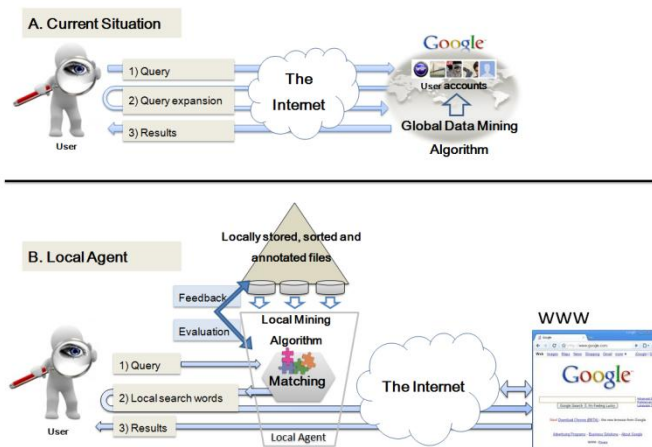 A. Current Situation
Google
1) Query
The
Internet
User accounts
2) Query expansion
3) Results
Global Data Mining
Algorithm
User
Locally stored, sorted and
annotated files
B. Local Agent
Feedback
Evaluation
Local Mining
Algorithm
Matching
WWW
Google
1) Query
The Internet
2) Local search words
3) Results
Local Agent
User